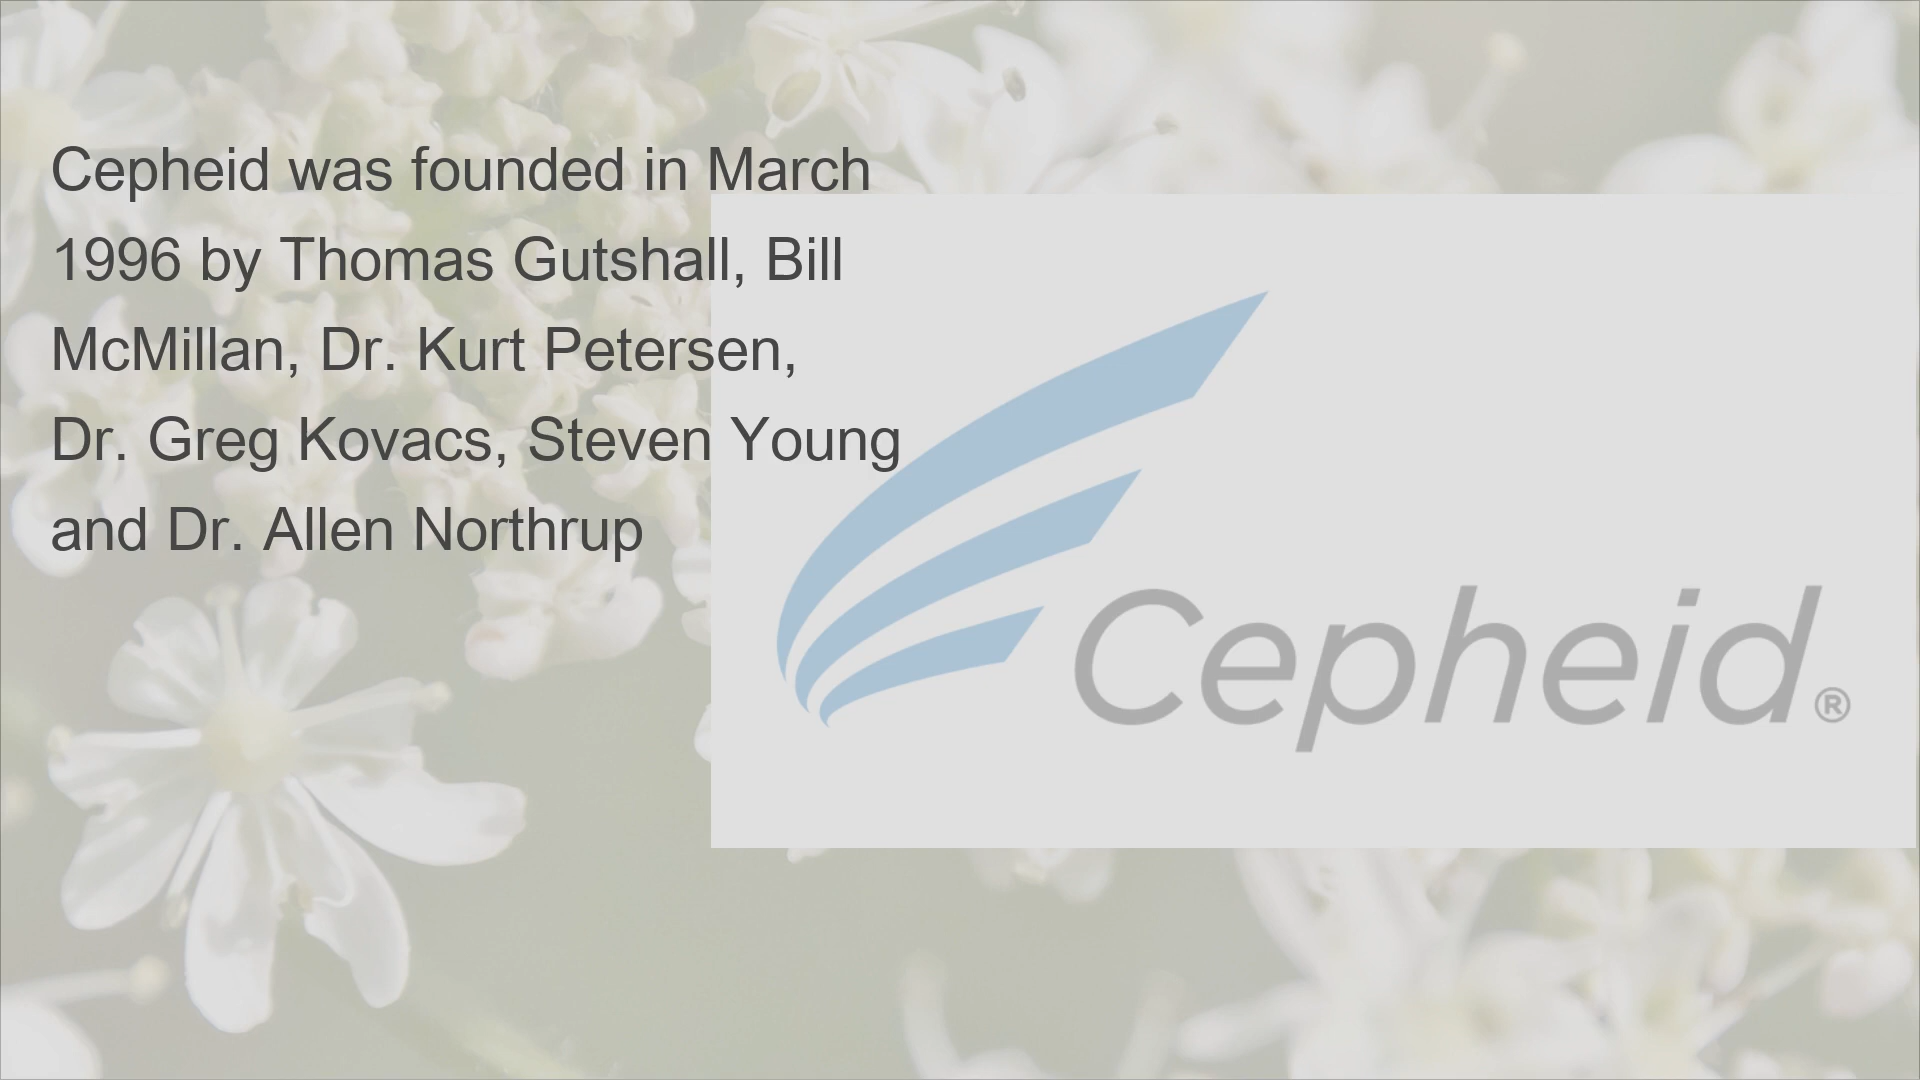 Cepheid was founded in March
1996 by Thomas Gutshall, Bill
McMillan, Dr. Kurt Petersen,
Dr. Greg Kovacs, Steven Young
and Dr. Allen Northrup
Cepheid®